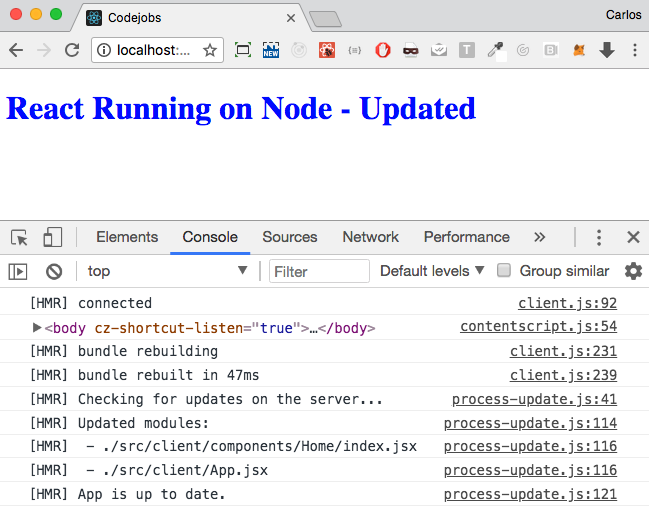 Codejobs
Carlos
localhost:...
NEW
T
B
React Running on Node - Updated
Elements Console Sources Network Performance
top Filter Default levels Group similar
[HMR] connected client.js:92
<body cz-shortcut-listen="true">…</body> contentscript.js:54
[HMR] bundle rebuilding client.js:231
[HMR] bundle rebuilt in 47ms client.js:239
[HMR] Checking for updates on the server... process-update.js:41
[HMR] Updated modules: process-update.js:114
[HMR]  - ./src/client/components/Home/index.jsx process-update.js:116
[HMR]  - ./src/client/App.jsx process-update.js:116
[HMR] App is up to date. process-update.js:121